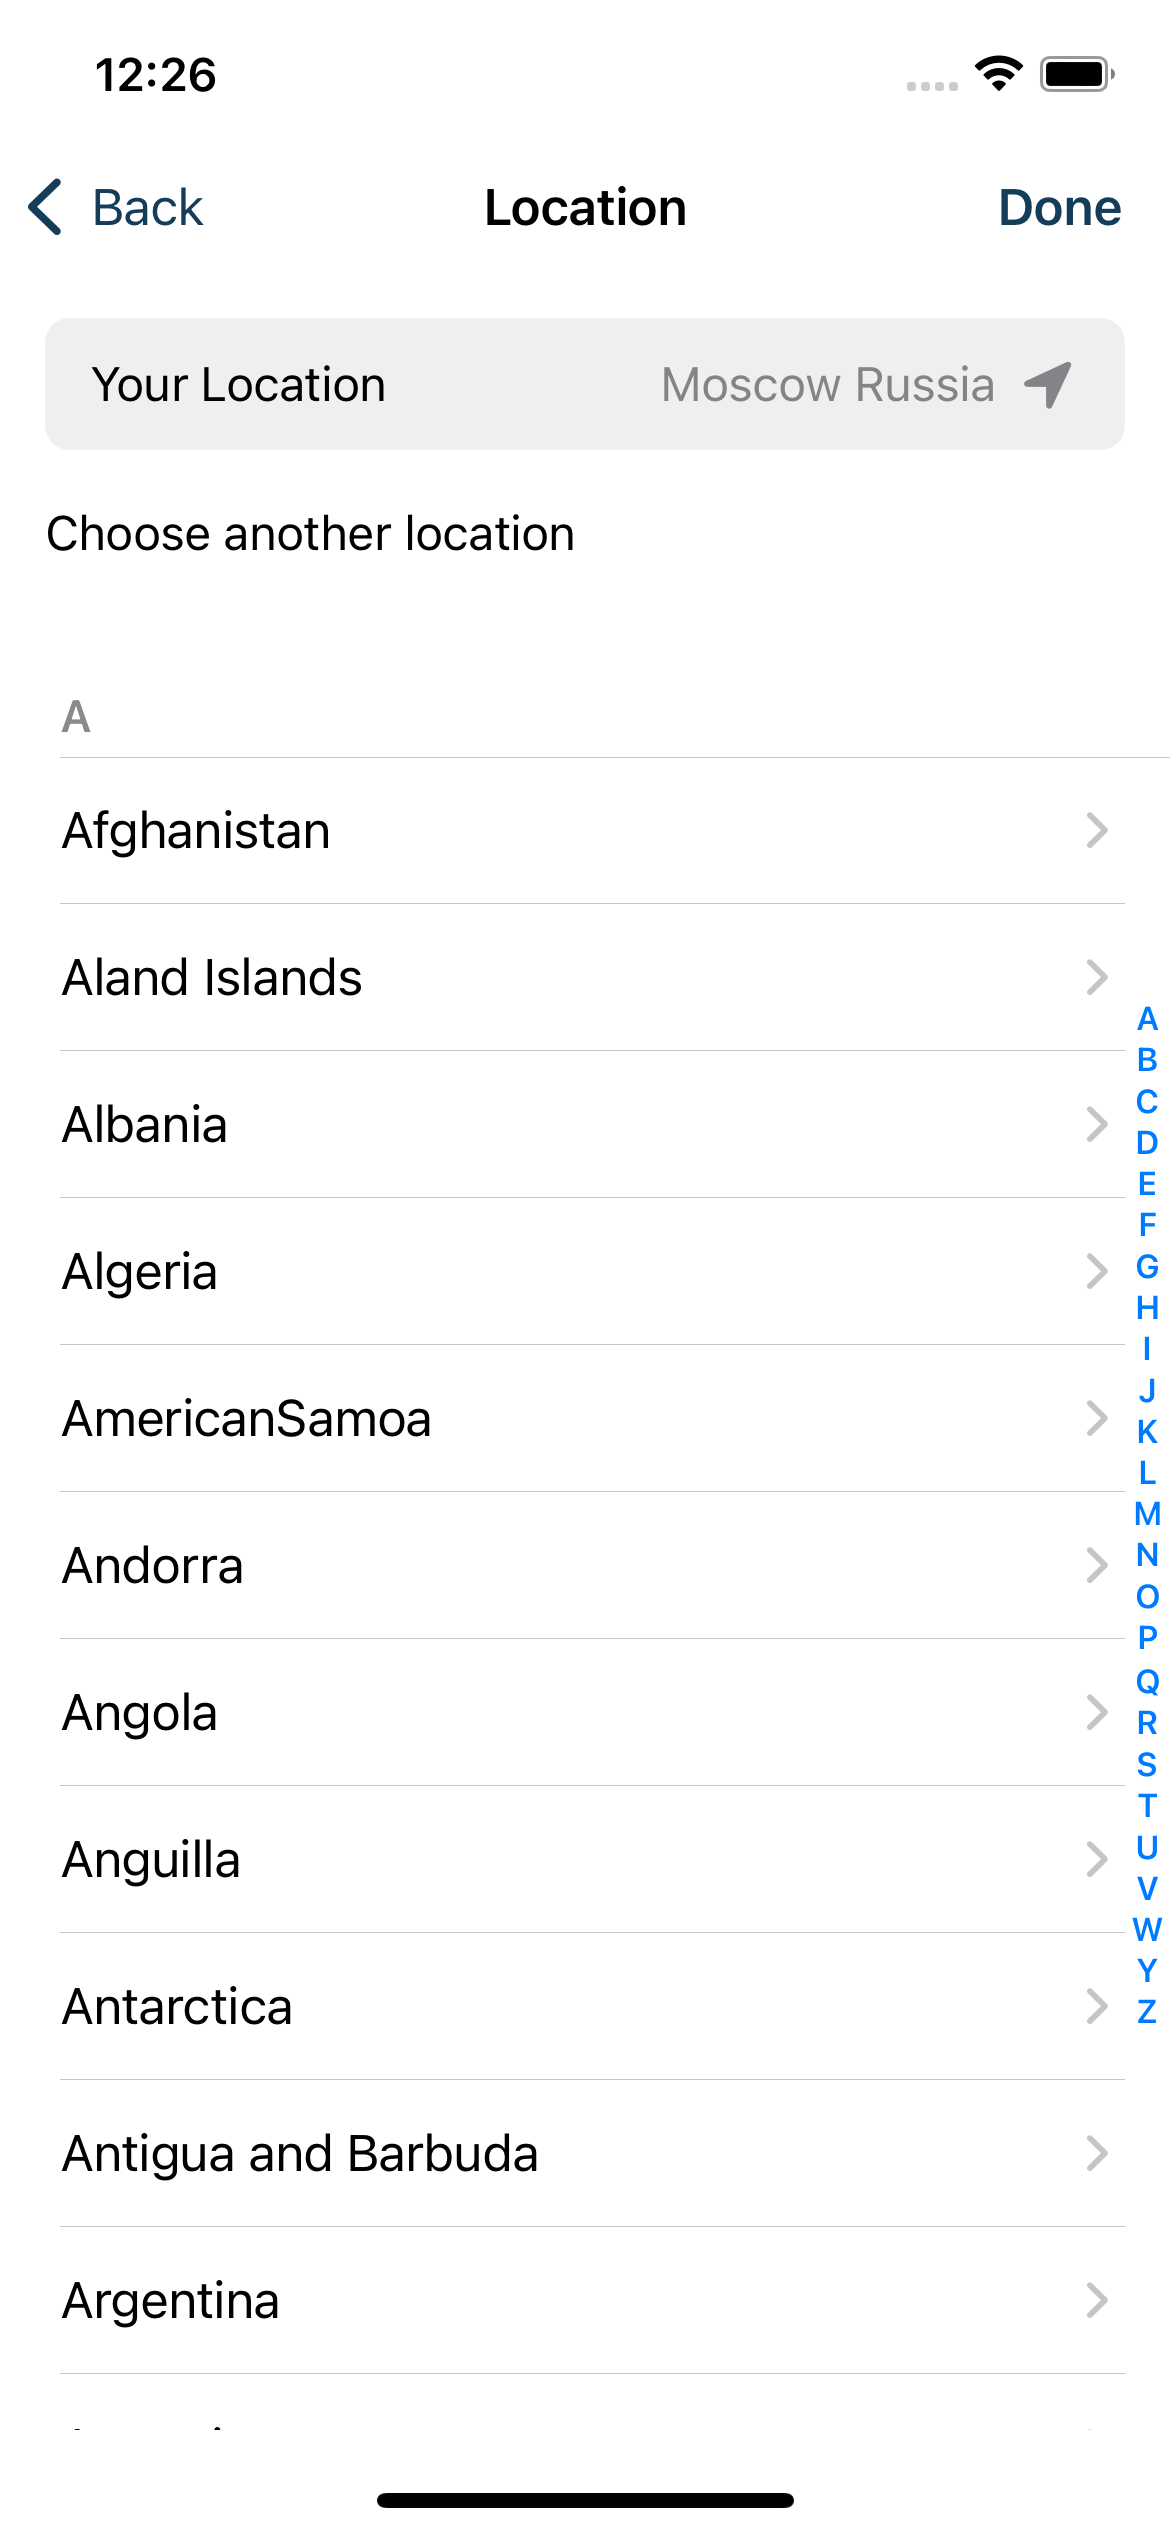 12:26
Back
Location
Done
Your Location
Moscow Russia
Choose another location
A
Afghanistan
Aland Islands
Albania
Algeria
AmericanSamoa
Andorra
Angola
Anguilla
Antarctica
Antigua and Barbuda
Argentina
A
B
C
D
E
F
G
H
I
J
K
L
M
N
O
P
Q
R
S
T
U
V
W
Y
Z